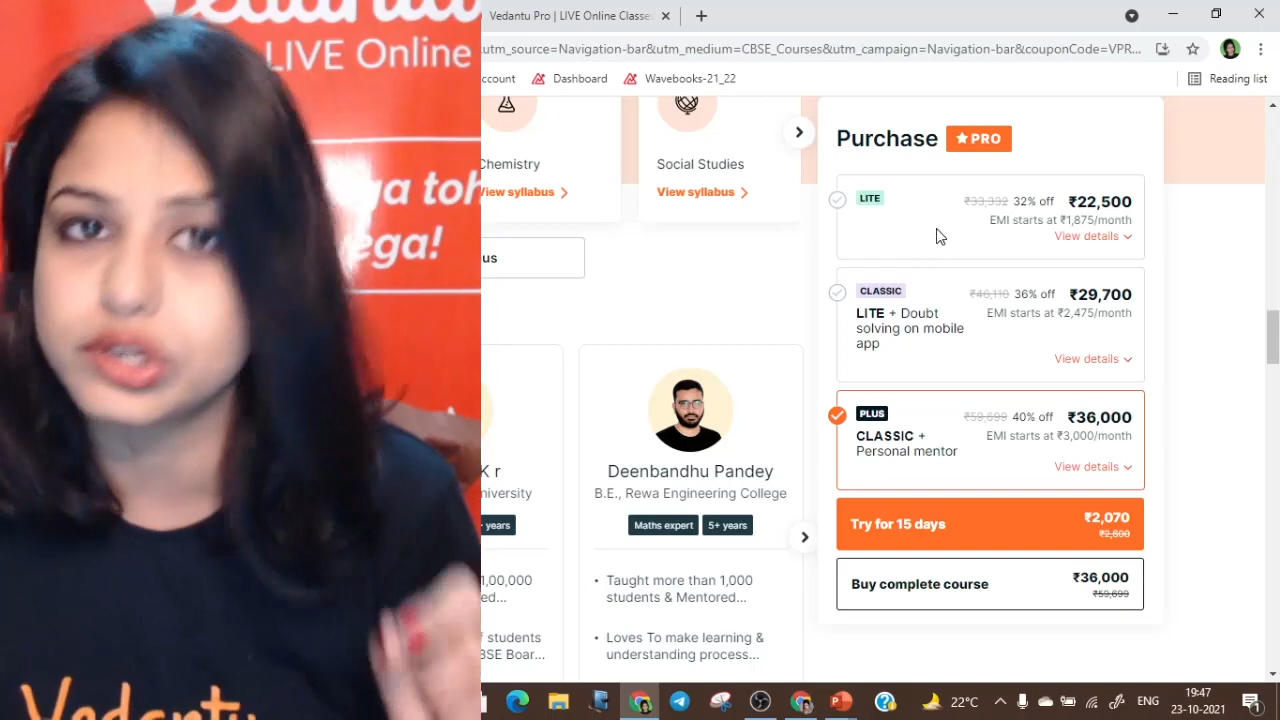 Vedantu
LIVE Online
ga toh
ega!
Vedantu
Vedantu Pro | LIVE Online Classe
utm_source=Navigation-bar&utm_medium=CBSE_Courses&utm_campaign=Navigation-bar&couponCode=VPR...
ccount
Dashboard
Wavebooks-21_22
Reading list
Chemistry
View syllabus
Social Studies
View syllabus
us
K r
niversity
years
1,00,000
ed...
f students
BSE Boar...
Deenbandhu Pandey
B.E., Rewa Engineering College
Maths expert 5+ years
• Taught more than 1,000
students & Mentored...
• Loves To make learning &
understanding process...
Purchase ★ PRO
LITE ₹33,332 32% off ₹22,500
EMI starts at ₹1,875/month
View details
CLASSIC ₹46,110 36% off ₹29,700
LITE + Doubt
solving on mobile
app
EMI starts at ₹2,475/month
View details
PLUS ₹59,699 40% off ₹36,000
CLASSIC +
Personal mentor
EMI starts at ₹3,000/month
View details
Try for 15 days ₹2,070
₹2,600
Buy complete course ₹36,000
₹59,699
22°C
ENG
19:47
23-10-2021